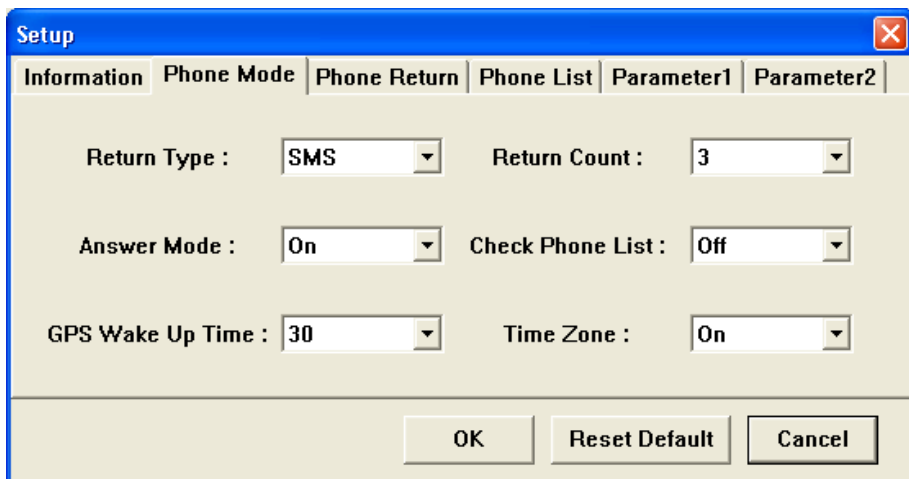 Setup
Information Phone Mode Phone Return Phone List Parameter1 Parameter2
Return Type : SMS Return Count : 3
Answer Mode : On Check Phone List : Off
GPS Wake Up Time : 30 Time Zone : On
OK Reset Default Cancel